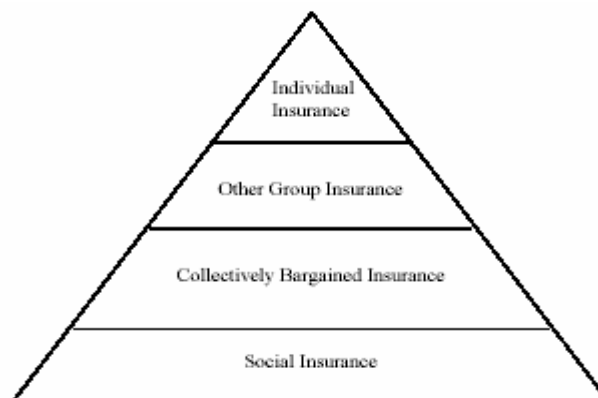 Individual
Insurance
Other Group Insurance
Collectively Bargained Insurance
Social Insurance